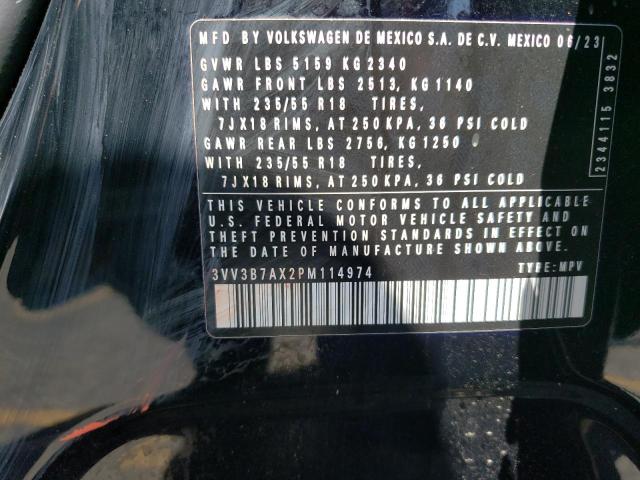 MFD BY VOLKSWAGEN DE MEXICO S.A. DE C.V. MEXICO 06/23
GVWR LBS 5159 KG 2340
GAWR FRONT LBS 2513, KG 1140
WITH 235/55 R18 TIRES,
7JX18 RIMS, AT 250 KPA, 36 PSI COLD
GAWR REAR LBS 2756, KG 1250
WITH 235/55 R18 TIRES,
7JX18 RIMS, AT 250 KPA, 36 PSI COLD
THIS VEHICLE CONFORMS TO ALL APPLICABLE
U.S. FEDERAL MOTOR VEHICLE SAFETY AND
THEFT PREVENTION STANDARDS IN EFFECT ON
THE DATE OF MANUFACTURE SHOWN ABOVE.
3VV3B7AX2PM114974 TYPE: MPV
2344115 3832